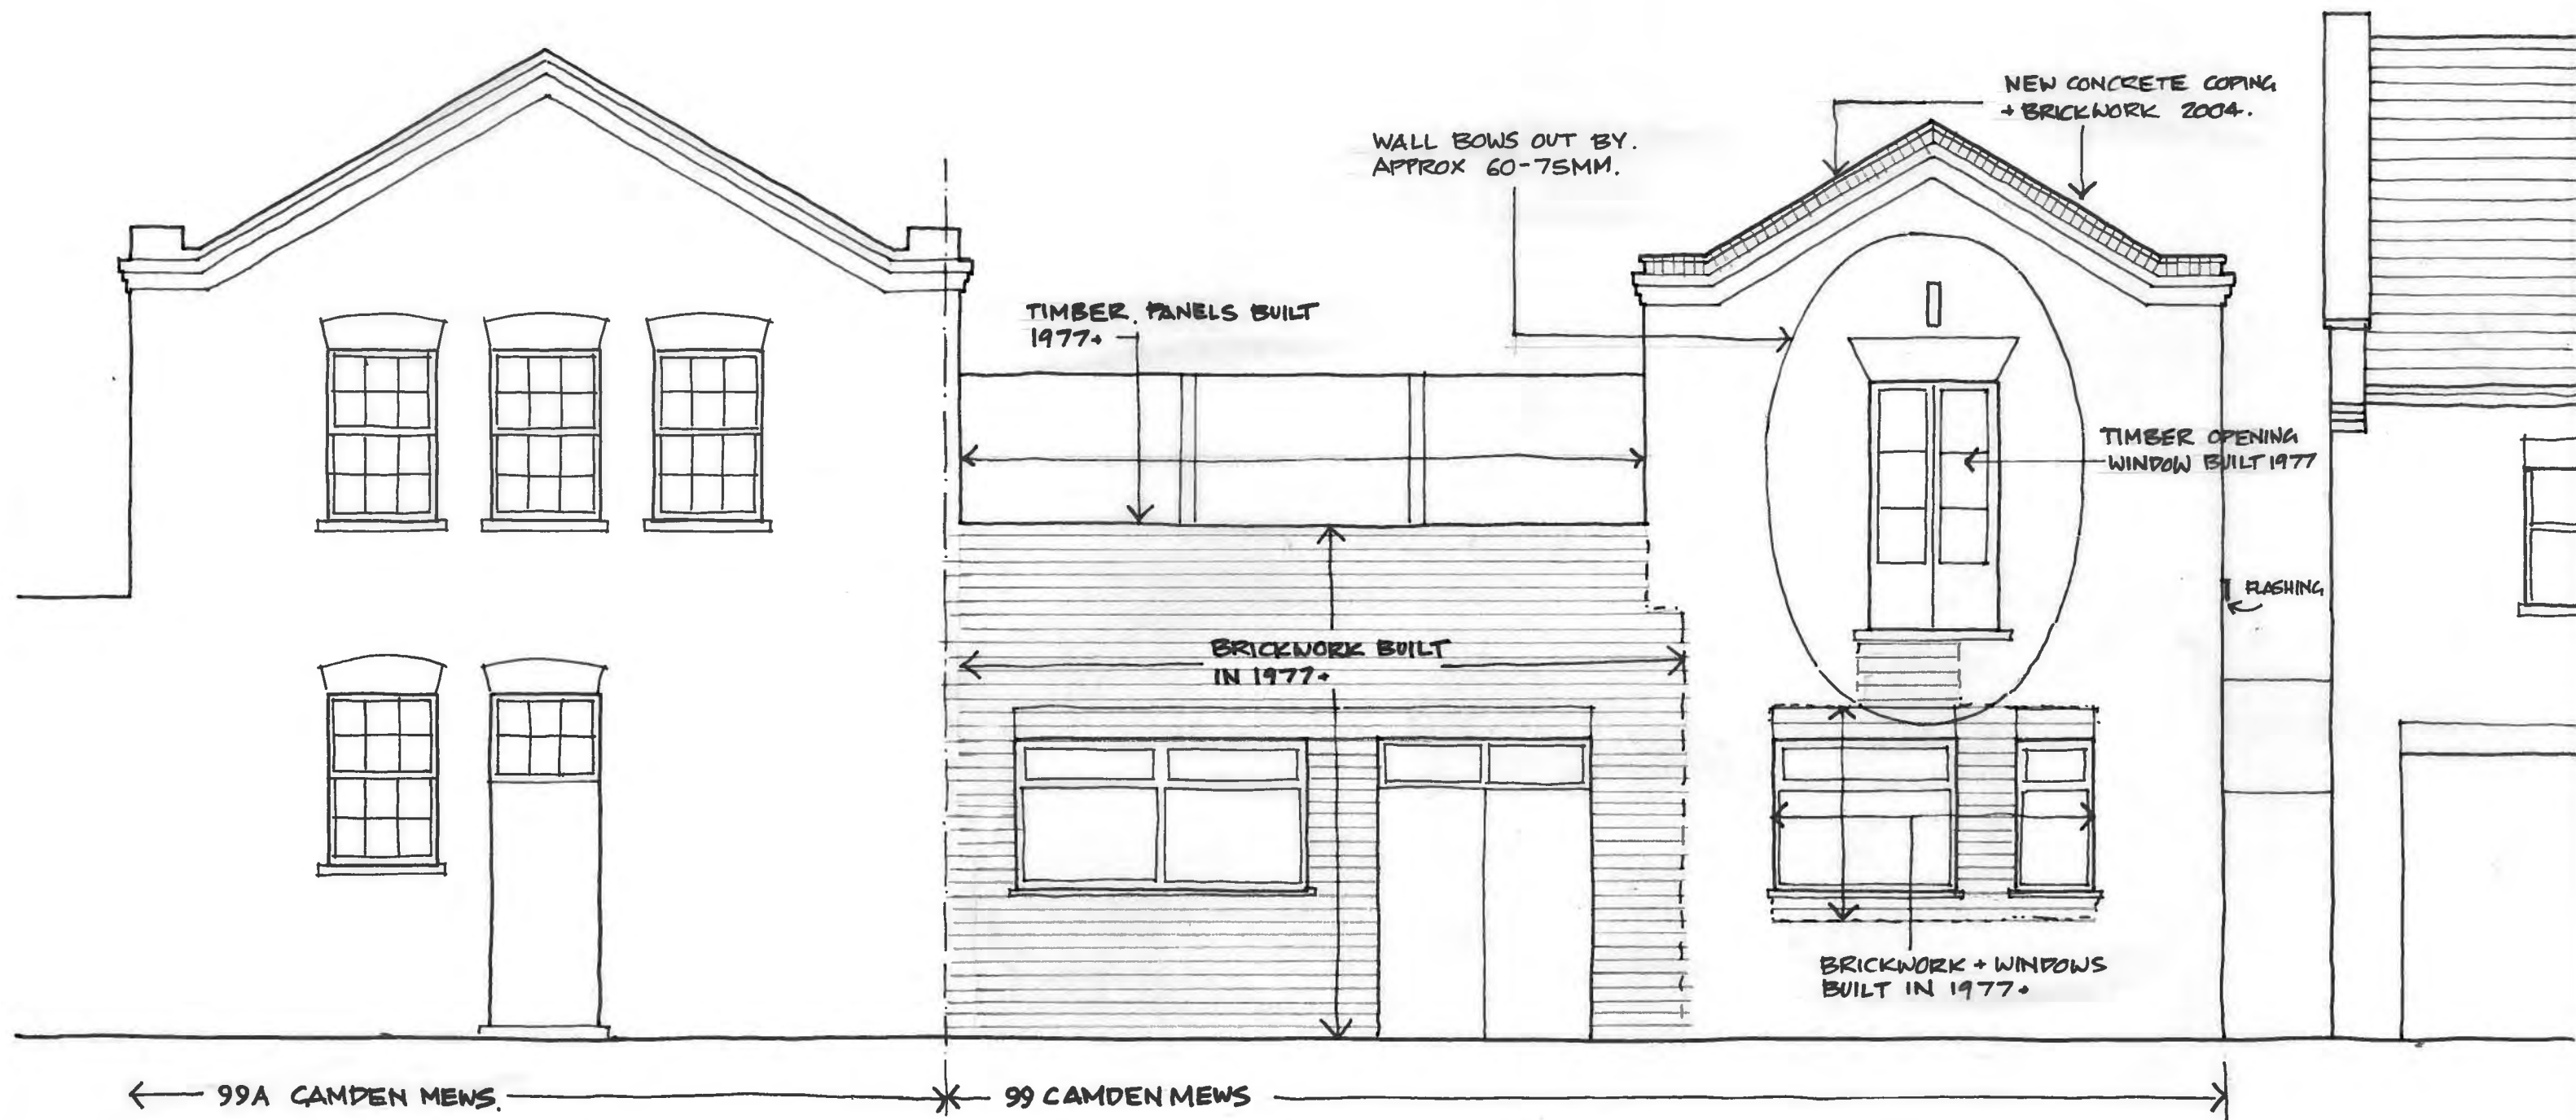 NEW CONCRETE COPING
+ BRICKWORK 2004.
WALL BOWS OUT BY.
APPROX 60-75MM.
TIMBER. PANELS BUILT
1977+
TIMBER OPENING
WINDOW BUILT 1977
FLASHING
BRICKWORK BUILT
IN 1977+
BRICKWORK + WINDOWS
BUILT IN 1977+
99A CAMDEN MEWS.
99 CAMDEN MEWS